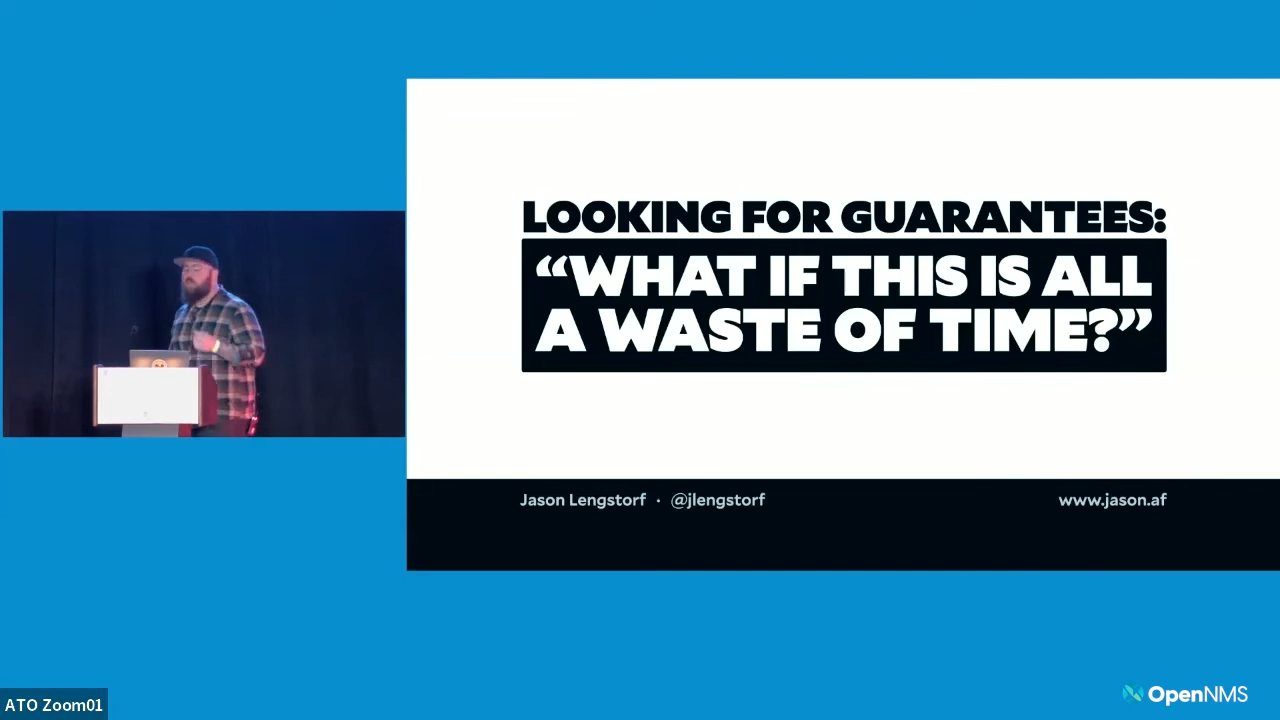 LOOKING FOR GUARANTEES:
“WHAT IF THIS IS ALL
A WASTE OF TIME?”
Jason Lengstorf · @jlengstorf
www.jason.af
ATO Zoom01
OpenNMS